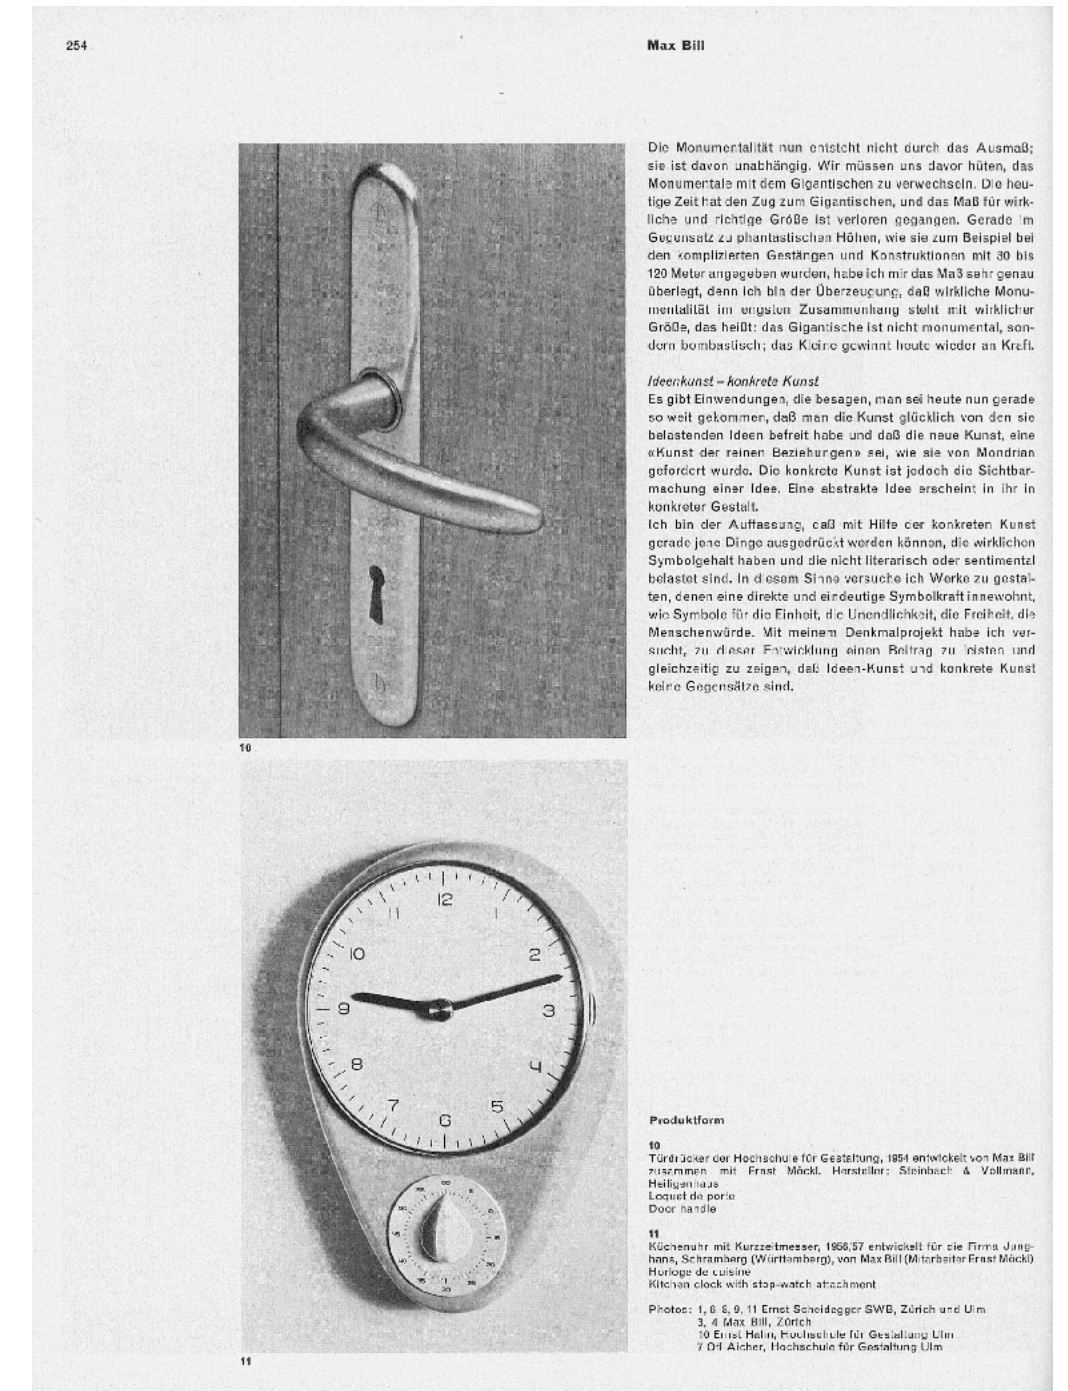 254
Max Bill
Die Monumentalität nun entsteht nicht durch das Ausmaß;
sie ist davon unabhängig. Wir müssen uns davor hüten, das
Monumentale mit dem Gigantischen zu verwechseln. Die heu-
tige Zeit hat den Zug zum Gigantischen, und das Maß für wirk-
liche und richtige Größe ist verloren gegangen. Gerade im
Gegensatz zu phantastischen Höhen, wie sie zum Beispiel bei
den komplizierten Gestängen und Konstruktionen mit 30 bis
120 Meter angegeben wurden, habe ich mir das Maß sehr genau
überlegt, denn ich bin der Überzeugung, daß wirkliche Monu-
mentalität im engsten Zusammenhang steht mit wirklicher
Größe, das heißt: das Gigantische ist nicht monumental, son-
dern bombastisch; das Kleine gewinnt heute wieder an Kraft.
Ideenkunst – konkrete Kunst
Es gibt Einwendungen, die besagen, man sei heute nun gerade
so weit gekommen, daß man die Kunst glücklich von den sie
belastenden Ideen befreit habe und daß die neue Kunst, eine
«Kunst der reinen Beziehungen» sei, wie sie von Mondrian
gefordert wurde. Die konkrete Kunst ist jedoch die Sichtbar-
machung einer Idee. Eine abstrakte Idee erscheint in ihr in
konkreter Gestalt.
Ich bin der Auffassung, daß mit Hilfe der konkreten Kunst
gerade jene Dinge ausgedrückt werden können, die wirklichen
Symbolgehalt haben und die nicht literarisch oder sentimental
belastet sind. In diesem Sinne versuche ich Werke zu gestal-
ten, denen eine direkte und eindeutige Symbolkraft innewohnt,
wie Symbole für die Einheit, die Unendlichkeit, die Freiheit, die
Menschenwürde. Mit meinem Denkmalprojekt habe ich ver-
sucht, zu dieser Entwicklung einen Beitrag zu leisten und
gleichzeitig zu zeigen, daß Ideen-Kunst und konkrete Kunst
keine Gegensätze sind.
10
12
11 1
10 2
9 3
8 4
7 5
6
11
Produktform
10
Türdrücker der Hochschule für Gestaltung, 1954 entwickelt von Max Bill
zusammen mit Ernst Möckl. Hersteller: Steinbach & Vollmann,
Heiligenhaus
Loquet de porte
Door handle
11
Küchenuhr mit Kurzzeitmesser, 1956/57 entwickelt für die Firma Jung-
hans, Schramberg (Württemberg), von Max Bill (Mitarbeiter Ernst Möckl)
Horloge de cuisine
Kitchen clock with stop-watch attachment
Photos: 1, 6, 8, 9, 11 Ernst Scheidegger SWB, Zürich und Ulm
3, 4 Max Bill, Zürich
10 Ernst Hahn, Hochschule für Gestaltung Ulm
7 Otl Aicher, Hochschule für Gestaltung Ulm